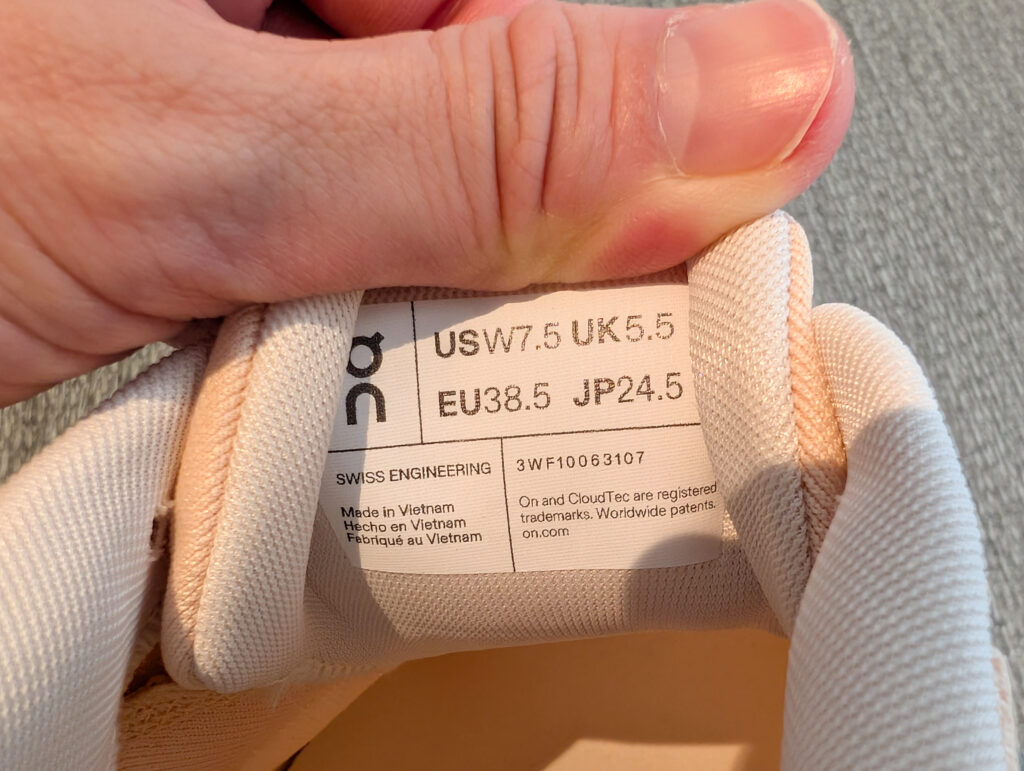 on
USW7.5 UK5.5
EU38.5 JP24.5
SWISS ENGINEERING
Made in Vietnam
Hecho en Vietnam
Fabriqué au Vietnam
3WF10063107
On and CloudTec are registered
trademarks. Worldwide patents.
on.com